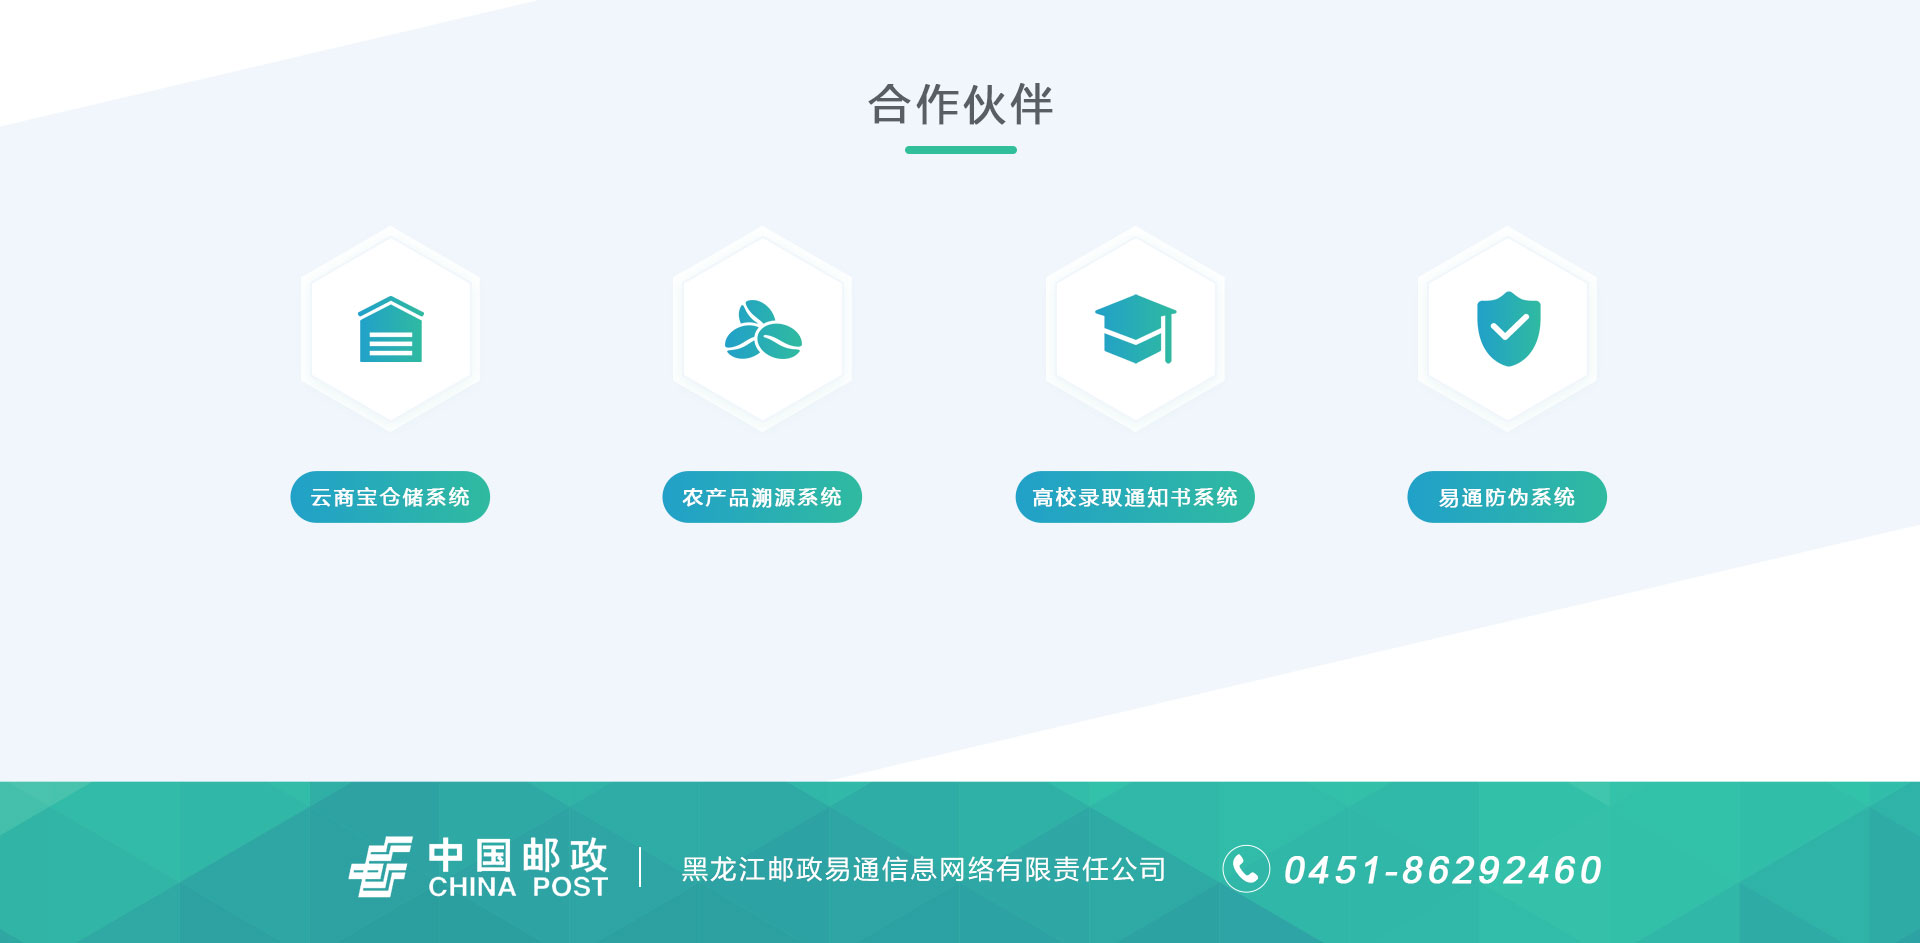 合作伙伴
云商宝仓储系统
农产品溯源系统
高校录取通知书系统
易通防伪系统
中国邮政
CHINA POST
黑龙江邮政易通信息网络有限责任公司
0451-86292460